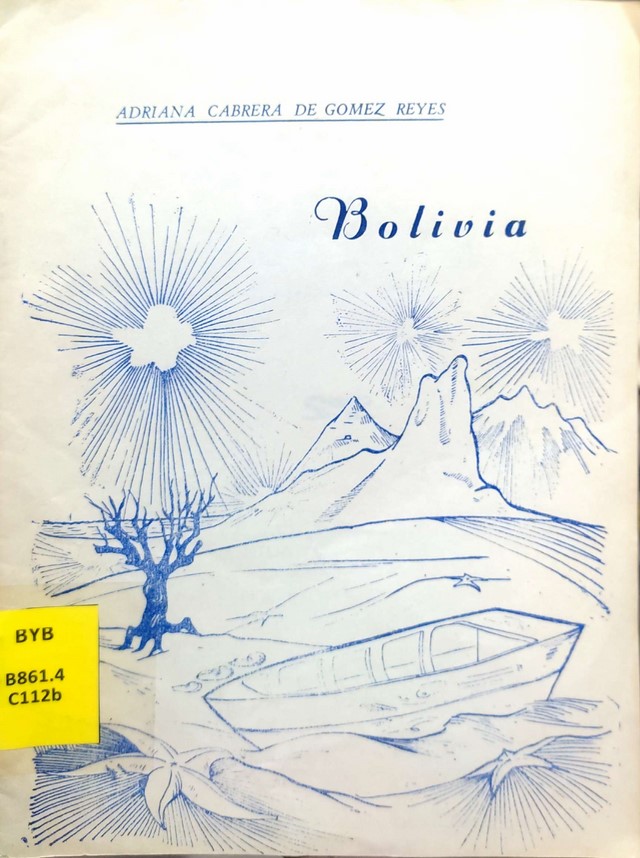 ADRIANA CABRERA DE GOMEZ REYES
Bolivia
BYB
B861.4
C112b